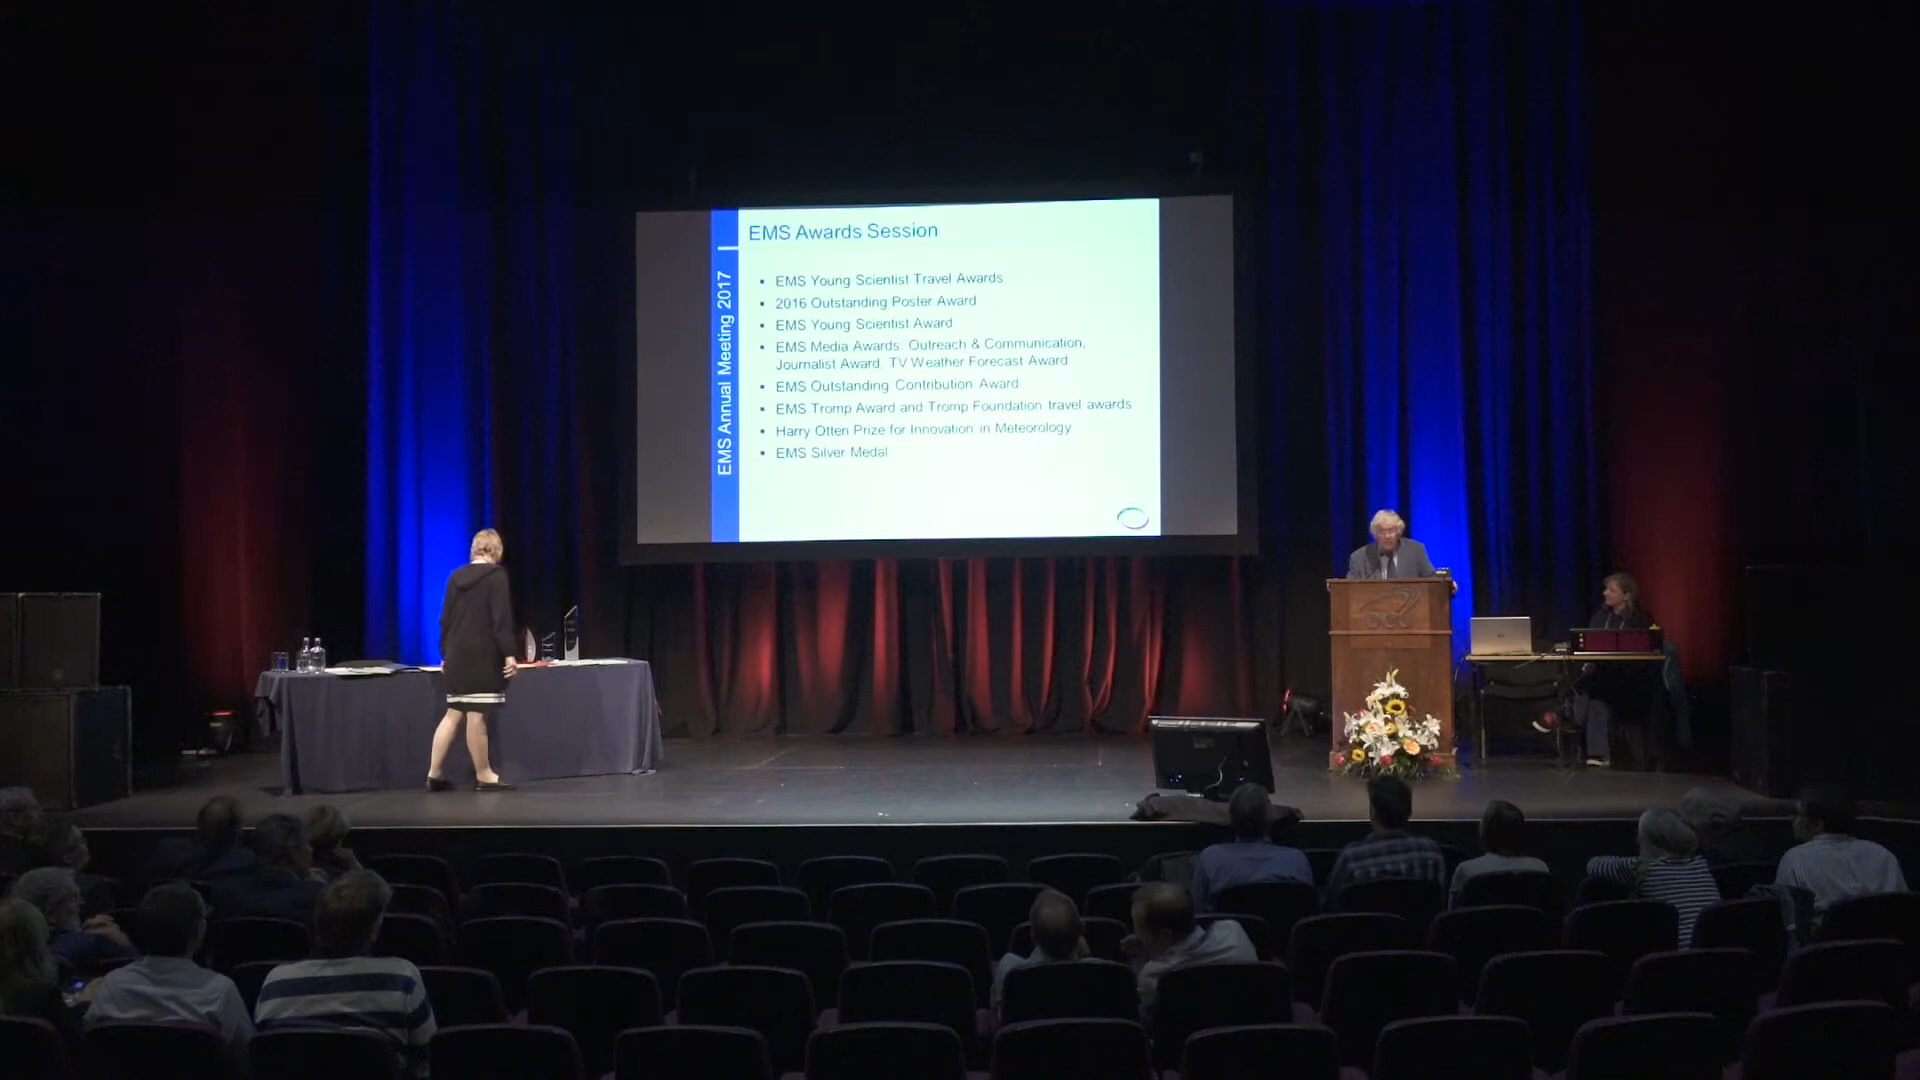 EMS Awards Session
EMS Annual Meeting 2017
• EMS Young Scientist Travel Awards
• 2016 Outstanding Poster Award
• EMS Young Scientist Award
• EMS Media Awards: Outreach & Communication,
Journalist Award, TV Weather Forecast Award
• EMS Outstanding Contribution Award
• EMS Tromp Award and Tromp Foundation travel awards
• Harry Otten Prize for Innovation in Meteorology
• EMS Silver Medal